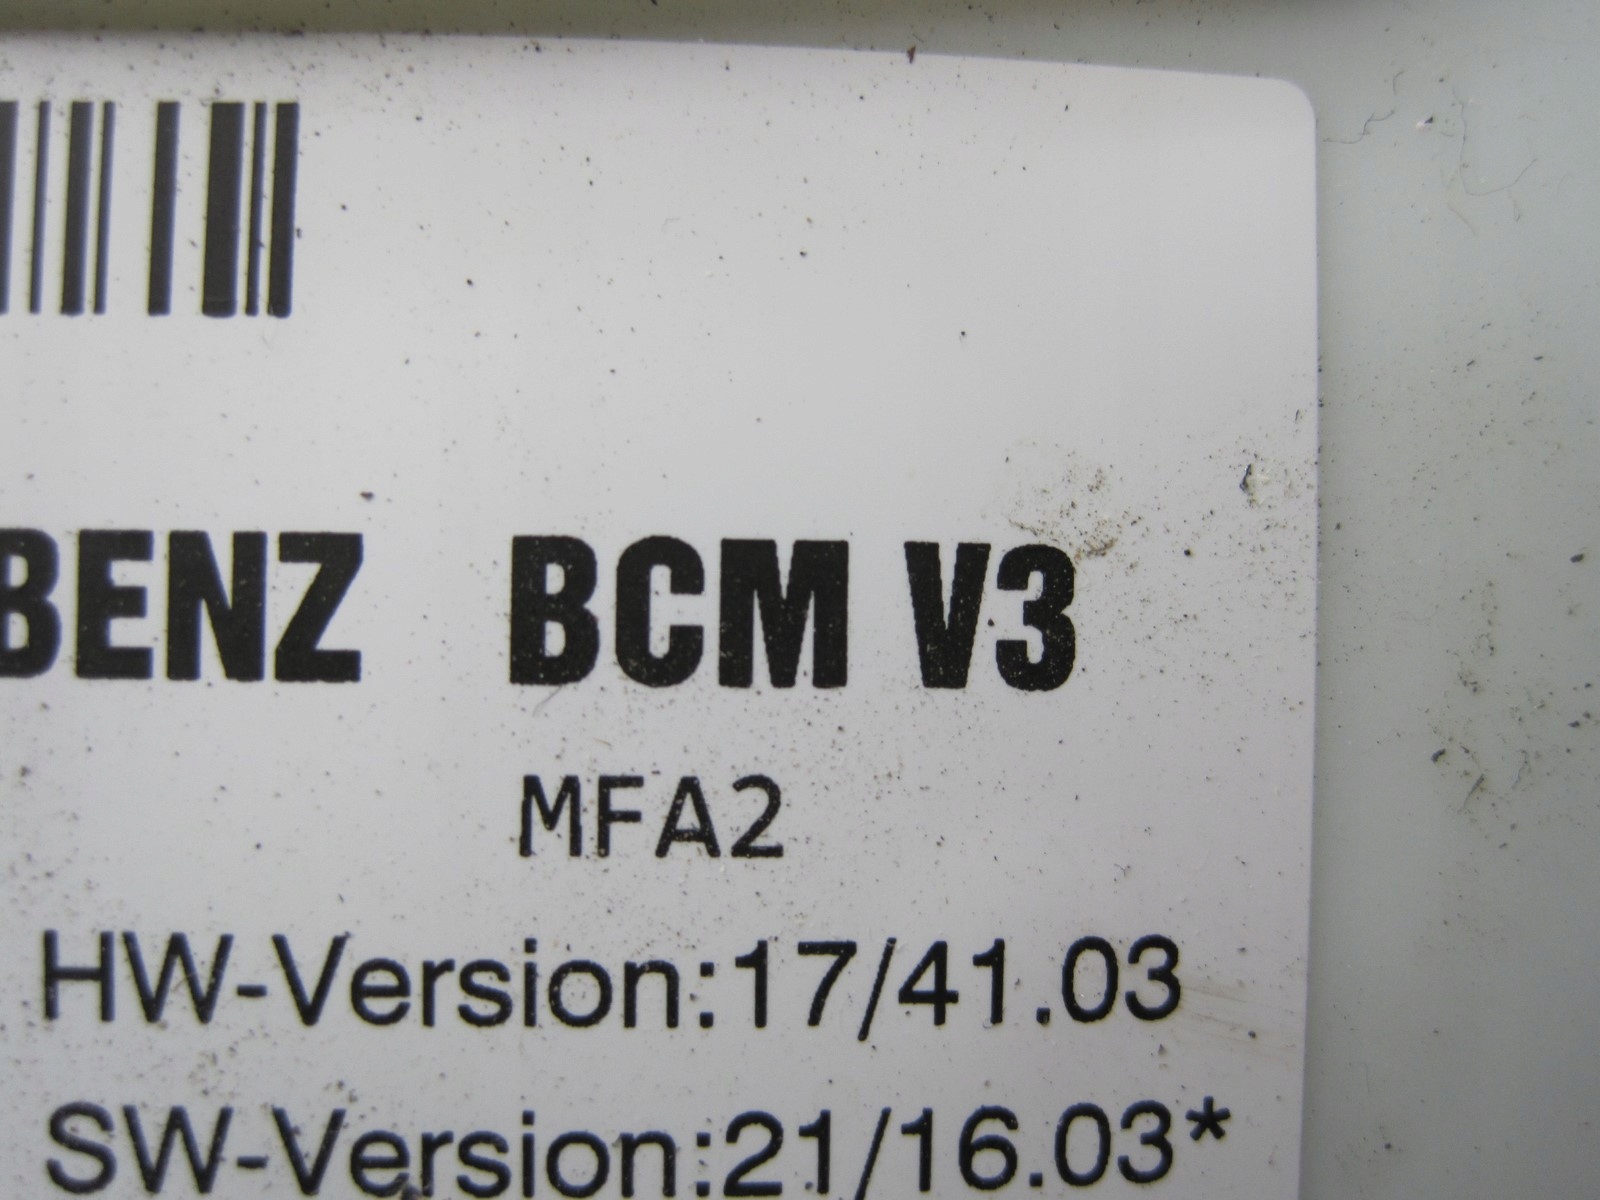 BENZ BCM V3
MFA2
HW-Version:17/41.03
SW-Version:21/16.03*